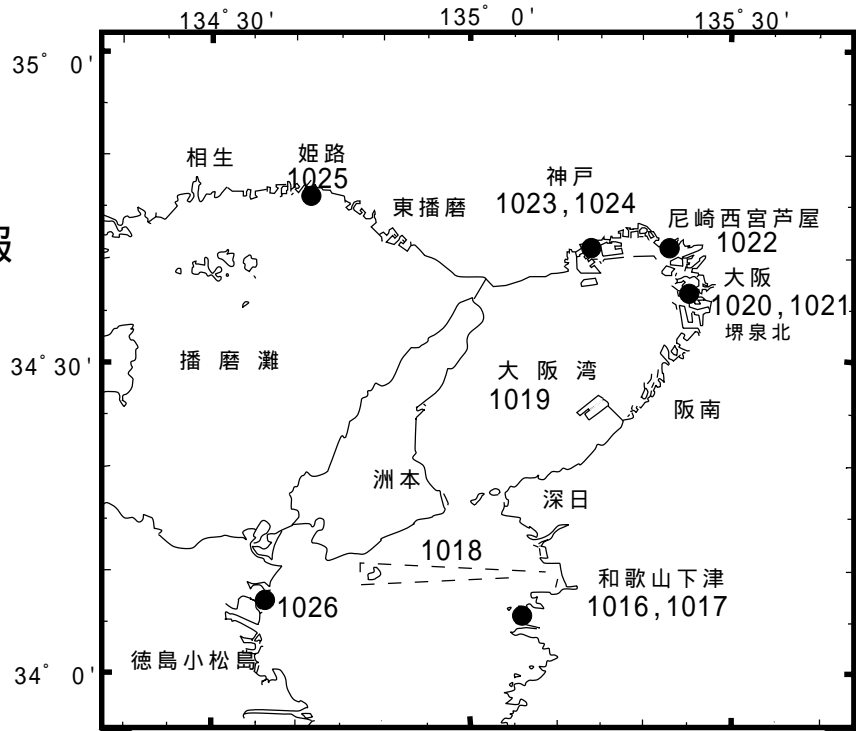 134° 30'
135° 0'
135° 30'
35° 0'
相生
姫路
1025
東播磨
神戸
1023,1024
尼崎西宮芦屋
1022
報
大阪
1020,1021
堺泉北
34° 30'
播磨灘
大阪湾
1019
阪南
洲本
深日
1018
和歌山下津
1016,1017
1026
徳島小松島
34° 0'